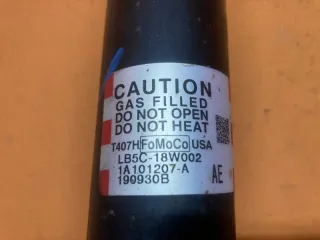 CAUTION
GAS FILLED
DO NOT OPEN
DO NOT HEAT
T407H FoMoCo USA
LB5C-18W002
1A101207-A
190930B AE